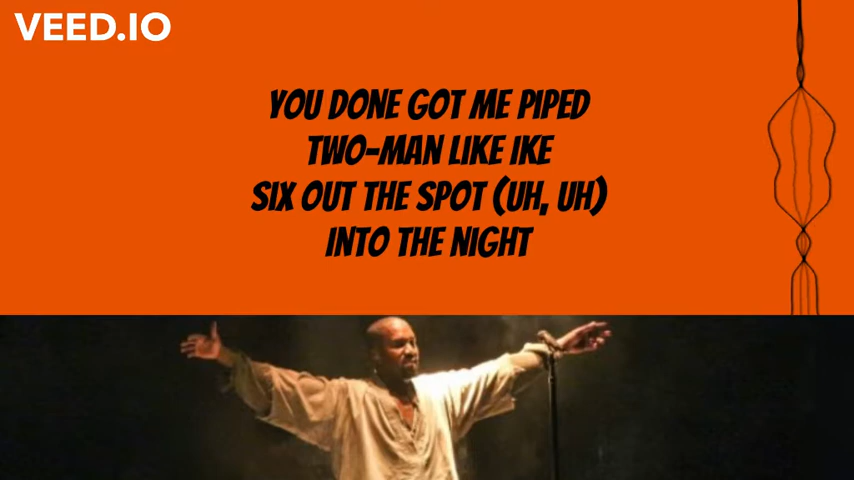 VEED.IO
YOU DONE GOT ME PIPED
TWO-MAN LIKE IKE
SIX OUT THE SPOT (UH, UH)
INTO THE NIGHT